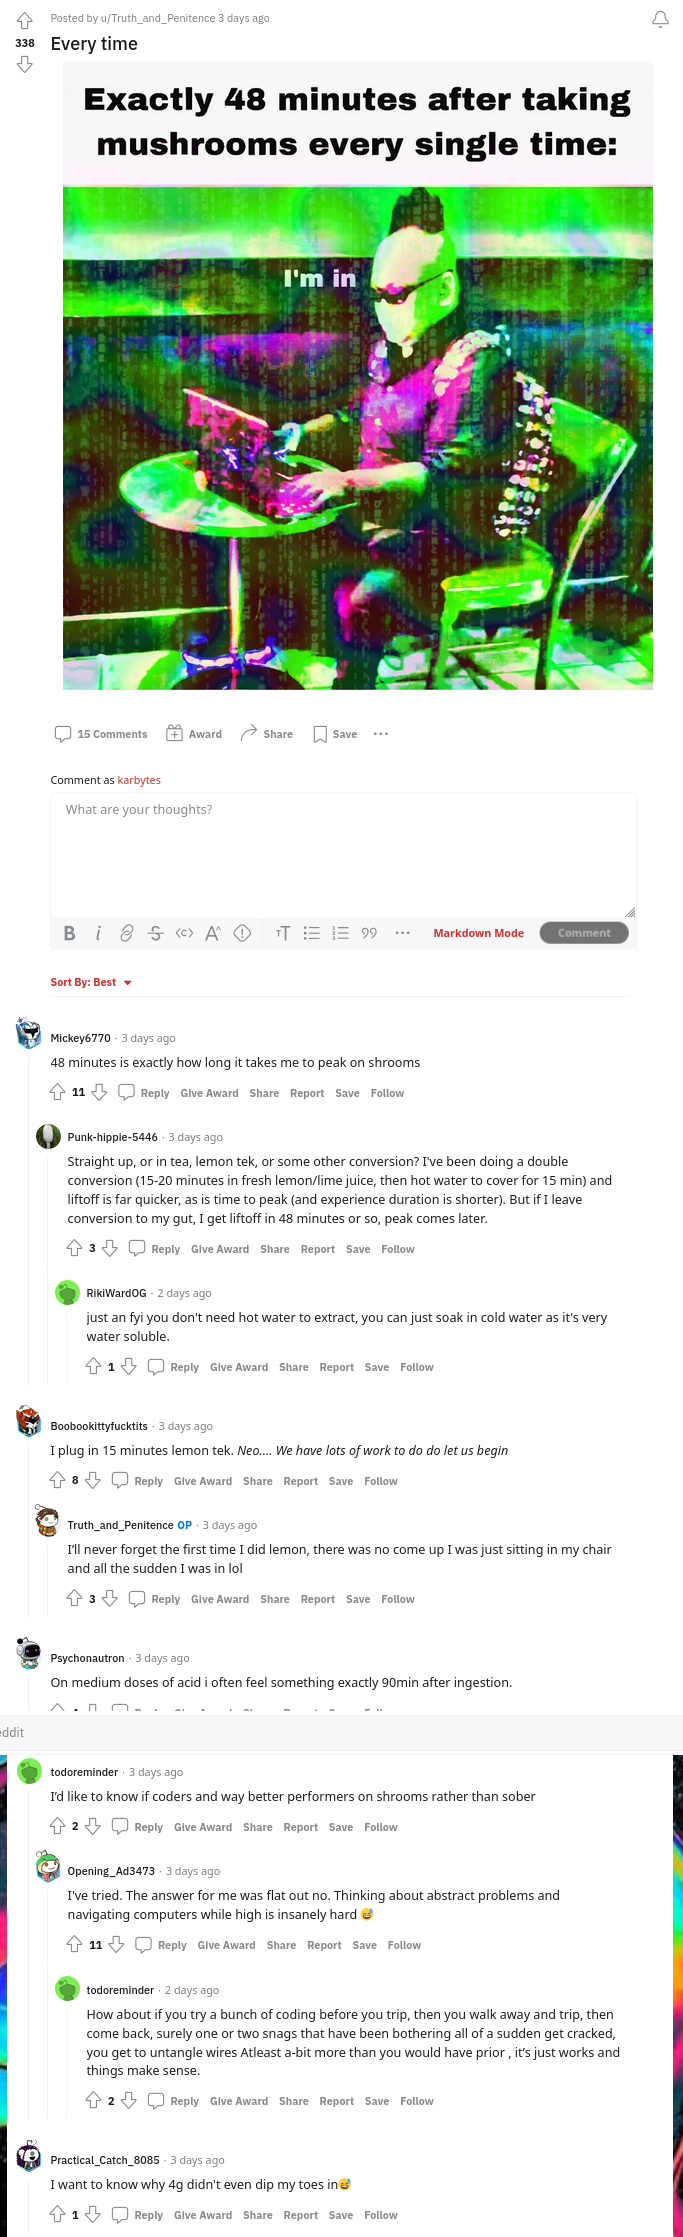 Posted by u/Truth_and_Penitence 3 days ago
338
Every time
Exactly 48 minutes after taking
mushrooms every single time:
I'm in
15 Comments Award Share Save
Comment as karbytes
What are your thoughts?
B i A Tt 99 Markdown Mode Comment
Sort By: Best
Mickey6770 · 3 days ago
48 minutes is exactly how long it takes me to peak on shrooms
11 Reply Give Award Share Report Save Follow
Punk-hippie-5446 · 3 days ago
Straight up, or in tea, lemon tek, or some other conversion? I've been doing a double
conversion (15-20 minutes in fresh lemon/lime juice, then hot water to cover for 15 min) and
liftoff is far quicker, as is time to peak (and experience duration is shorter). But if I leave
conversion to my gut, I get liftoff in 48 minutes or so, peak comes later.
3 Reply Give Award Share Report Save Follow
RikiWardOG · 2 days ago
just an fyi you don't need hot water to extract, you can just soak in cold water as it's very
water soluble.
1 Reply Give Award Share Report Save Follow
Boobookittyfucktits · 3 days ago
I plug in 15 minutes lemon tek. Neo.... We have lots of work to do do let us begin
8 Reply Give Award Share Report Save Follow
Truth_and_Penitence OP · 3 days ago
I'll never forget the first time I did lemon, there was no come up I was just sitting in my chair
and all the sudden I was in lol
3 Reply Give Award Share Report Save Follow
Psychonautron · 3 days ago
On medium doses of acid i often feel something exactly 90min after ingestion.
eddit
todoreminder · 3 days ago
I'd like to know if coders and way better performers on shrooms rather than sober
2 Reply Give Award Share Report Save Follow
Opening_Ad3473 · 3 days ago
I've tried. The answer for me was flat out no. Thinking about abstract problems and
navigating computers while high is insanely hard 😅
11 Reply Give Award Share Report Save Follow
todoreminder · 2 days ago
How about if you try a bunch of coding before you trip, then you walk away and trip, then
come back, surely one or two snags that have been bothering all of a sudden get cracked,
you get to untangle wires Atleast a-bit more than you would have prior , it's just works and
things make sense.
2 Reply Give Award Share Report Save Follow
Practical_Catch_8085 · 3 days ago
I want to know why 4g didn't even dip my toes in😅
1 Reply Give Award Share Report Save Follow